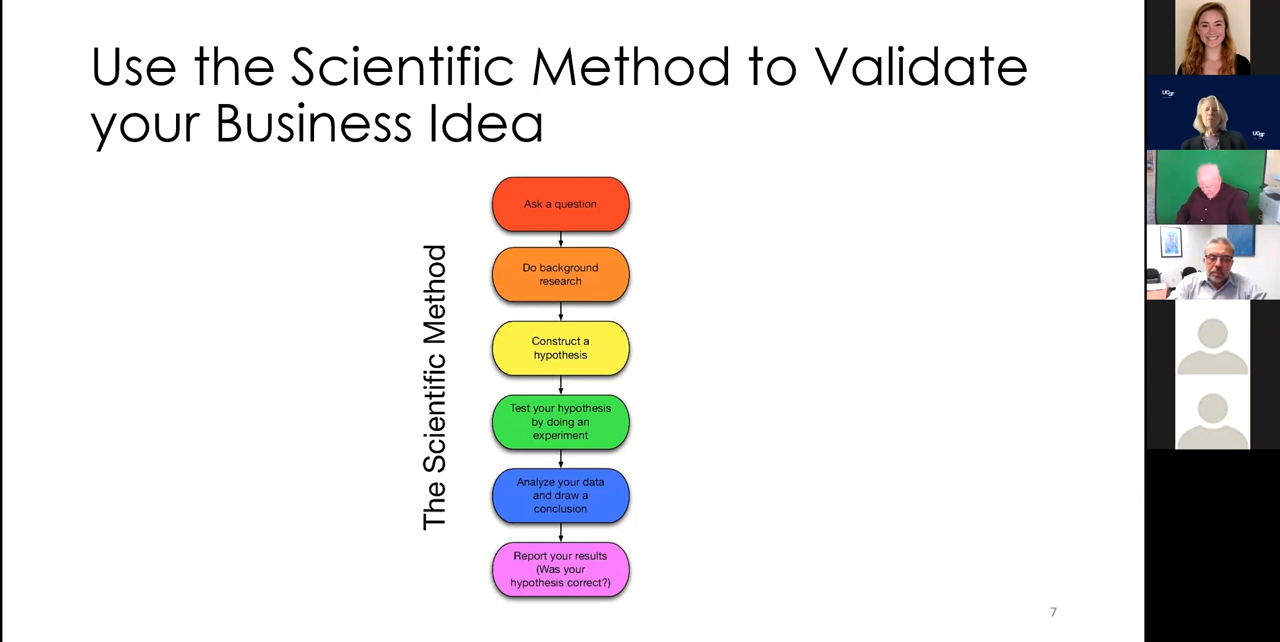 Use the Scientific Method to Validate
your Business Idea
The Scientific Method
Ask a question
Do background
research
Construct a
hypothesis
Test your hypothesis
by doing an
experiment
Analyze your data
and draw a
conclusion
Report your results
(Was your
hypothesis correct?)
7
UCSF
UCSF